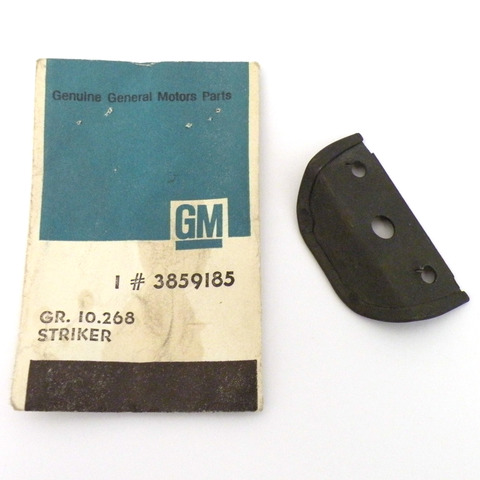 Genuine General Motors Parts
GM
1 # 3859185
GR. 10.268
STRIKER